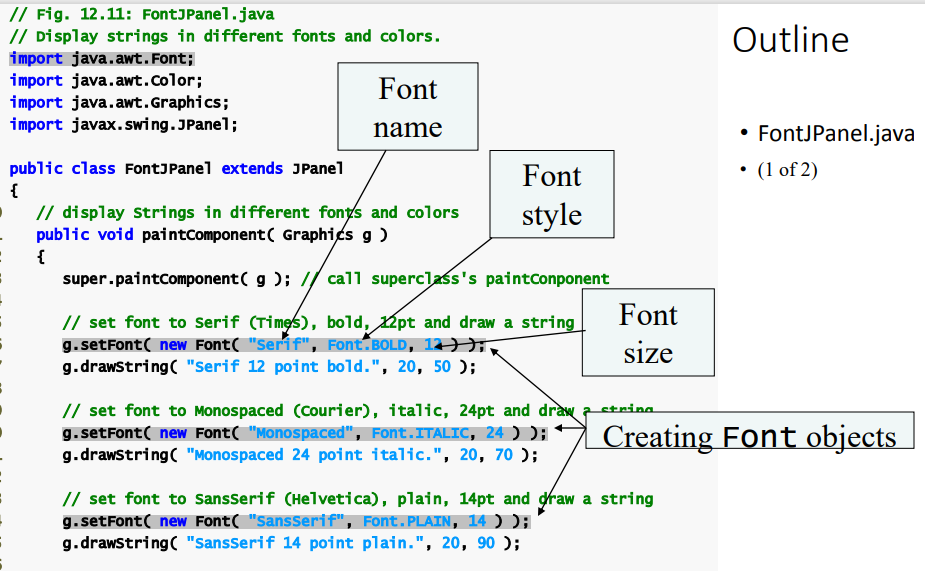 // Fig. 12.11: FontJPanel.java
// Display strings in different fonts and colors.
import java.awt.Font;
import java.awt.Color;
import java.awt.Graphics;
import javax.swing.JPanel;
public class FontJPanel extends JPanel
{
// display Strings in different fonts and colors
public void paintComponent( Graphics g )
{
super.paintComponent( g ); // call superclass's paintConponent
// set font to Serif (Times), bold, 12pt and draw a string
g.setFont( new Font( "Serif", Font.BOLD, 12 ) );
g.drawString( "Serif 12 point bold.", 20, 50 );
// set font to Monospaced (Courier), italic, 24pt and draw a string
g.setFont( new Font( "Monospaced", Font.ITALIC, 24 ) );
g.drawString( "Monospaced 24 point italic.", 20, 70 );
// set font to SansSerif (Helvetica), plain, 14pt and draw a string
g.setFont( new Font( "SansSerif", Font.PLAIN, 14 ) );
g.drawString( "SansSerif 14 point plain.", 20, 90 );
Font
name
Font
style
Font
size
Creating Font objects
Outline
• FontJPanel.java
• (1 of 2)